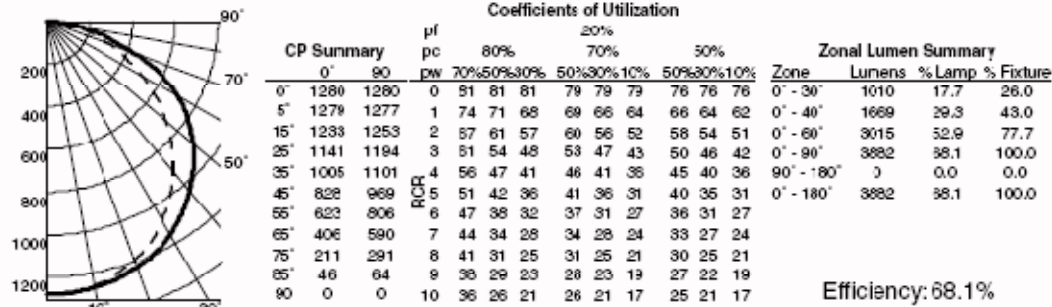 Coefficients of Utilization
pf 20%
CP Summary pc 80% 70% 50% Zonal Lumen Summary
0° 90 pw 70%50%30% 50%30%10% 50%30%10% Zone Lumens % Lamp % Fixture
0° 1280 1280 0 81 81 81 79 79 79 76 76 76 0° - 30° 1010 17.7 26.0
5° 1279 1277 1 74 71 68 69 66 64 66 64 62 0° - 40° 1669 29.3 43.0
15° 1233 1253 2 67 61 57 60 56 52 58 54 51 0° - 60° 3015 52.9 77.7
25° 1141 1194 3 61 54 48 53 47 43 50 46 42 0° - 90° 3882 68.1 100.0
35° 1005 1101 4 56 47 41 46 41 36 45 40 36 90° - 180° 0 0.0 0.0
45° 828 969 RCR 5 51 42 36 41 36 31 40 35 31 0° - 180° 3882 68.1 100.0
55° 623 806 6 47 38 32 37 31 27 36 31 27
65° 406 590 7 44 34 28 34 28 24 33 27 24
75° 211 291 8 41 31 25 31 25 21 30 25 21
85° 46 64 9 38 29 23 28 23 19 27 22 19
90 0 0 10 36 26 21 26 21 17 25 21 17
Efficiency: 68.1%
90°
70°
50°
200
400
600
800
1000
1200